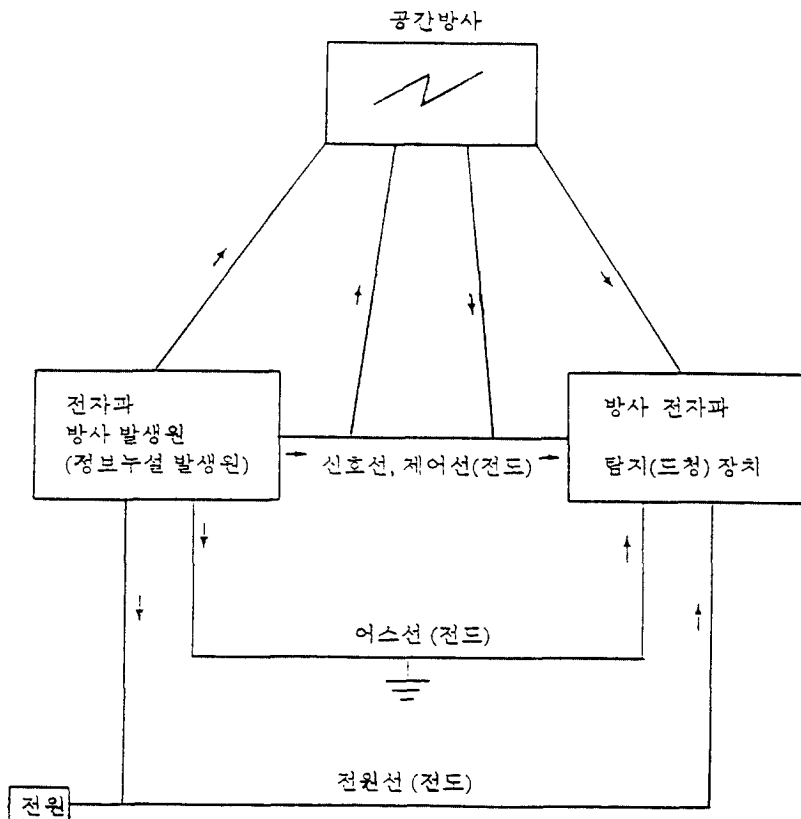 공간방사
전자파
방사 발생원
(정보누설 발생원)
방사 전자파
탐지(도청) 장치
신호선, 제어선(전도)
어스선 (전도)
전원선 (전도)
전원